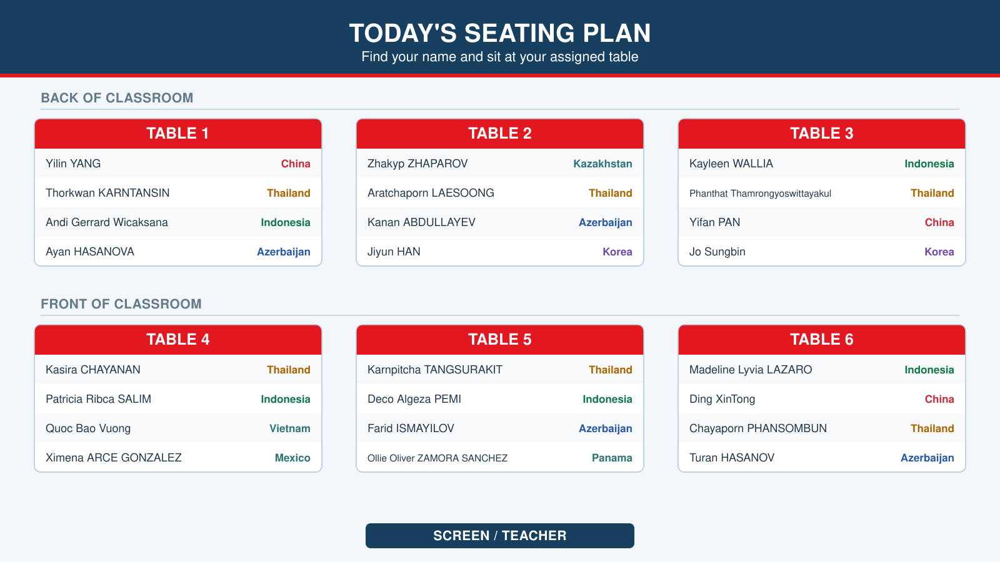 TODAY'S SEATING PLAN
Find your name and sit at your assigned table
BACK OF CLASSROOM
TABLE 1
Yilin YANG China
Thorkwan KARNTANSIN Thailand
Andi Gerrard Wicaksana Indonesia
Ayan HASANOVA Azerbaijan
TABLE 2
Zhakyp ZHAPAROV Kazakhstan
Aratchaporn LAESOONG Thailand
Kanan ABDULLAYEV Azerbaijan
Jiyun HAN Korea
TABLE 3
Kayleen WALLIA Indonesia
Phanthat Thamrongyoswittayakul Thailand
Yifan PAN China
Jo Sungbin Korea
FRONT OF CLASSROOM
TABLE 4
Kasira CHAYANAN Thailand
Patricia Ribca SALIM Indonesia
Quoc Bao Vuong Vietnam
Ximena ARCE GONZALEZ Mexico
TABLE 5
Karnpitcha TANGSURAKIT Thailand
Deco Algeza PEMI Indonesia
Farid ISMAYILOV Azerbaijan
Ollie Oliver ZAMORA SANCHEZ Panama
TABLE 6
Madeline Lyvia LAZARO Indonesia
Ding XinTong China
Chayaporn PHANSOMBUN Thailand
Turan HASANOV Azerbaijan
SCREEN / TEACHER